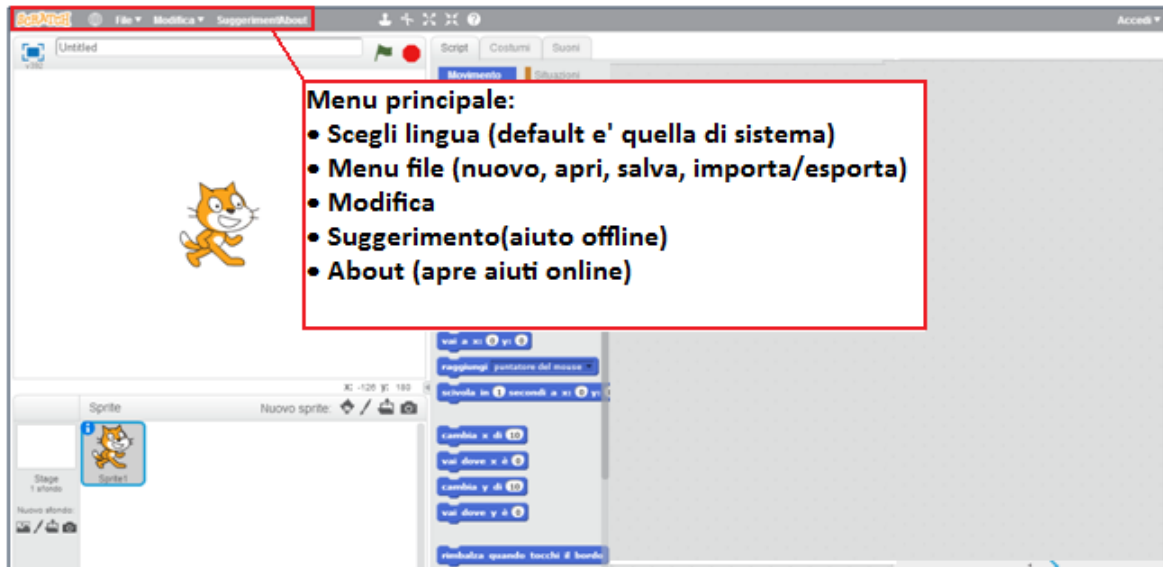 SCRATCH File Modifica Suggerimenti About Accedi
Untitled
v392
Script Costumi Suoni
Movimento Situazioni
Menu principale:
• Scegli lingua (default e' quella di sistema)
• Menu file (nuovo, apri, salva, importa/esporta)
• Modifica
• Suggerimento(aiuto offline)
• About (apre aiuti online)
vai a x: 0 y: 0
raggiungi puntatore del mouse
scivola in 1 secondi a x: 0 y:
X: -126 y: 180
Sprite Nuovo sprite:
cambia x di 10
vai dove x è 0
cambia y di 10
vai dove y è 0
rimbalza quando tocchi il bordo
Sprite1
Stage
1 sfondo
Nuovo sfondo: